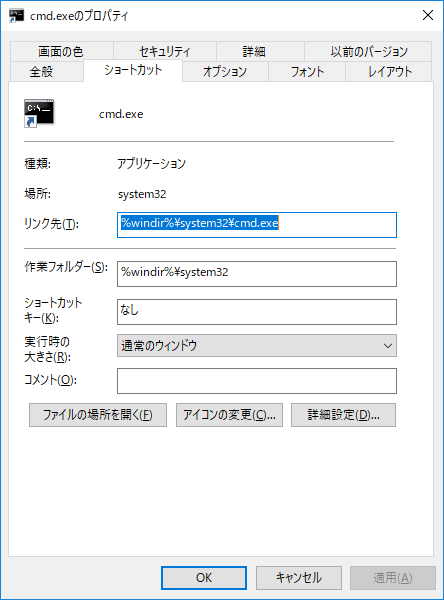 cmd.exeのプロパティ
画面の色 セキュリティ 詳細 以前のバージョン
全般 ショートカット オプション フォント レイアウト
C:\_
cmd.exe
種類: アプリケーション
場所: system32
リンク先(T): %windir%¥system32¥cmd.exe
作業フォルダー(S): %windir%¥system32
ショートカット
キー(K): なし
実行時の
大きさ(R): 通常のウィンドウ
コメント(O):
ファイルの場所を開く(F) アイコンの変更(C)... 詳細設定(D)...
OK キャンセル 適用(A)